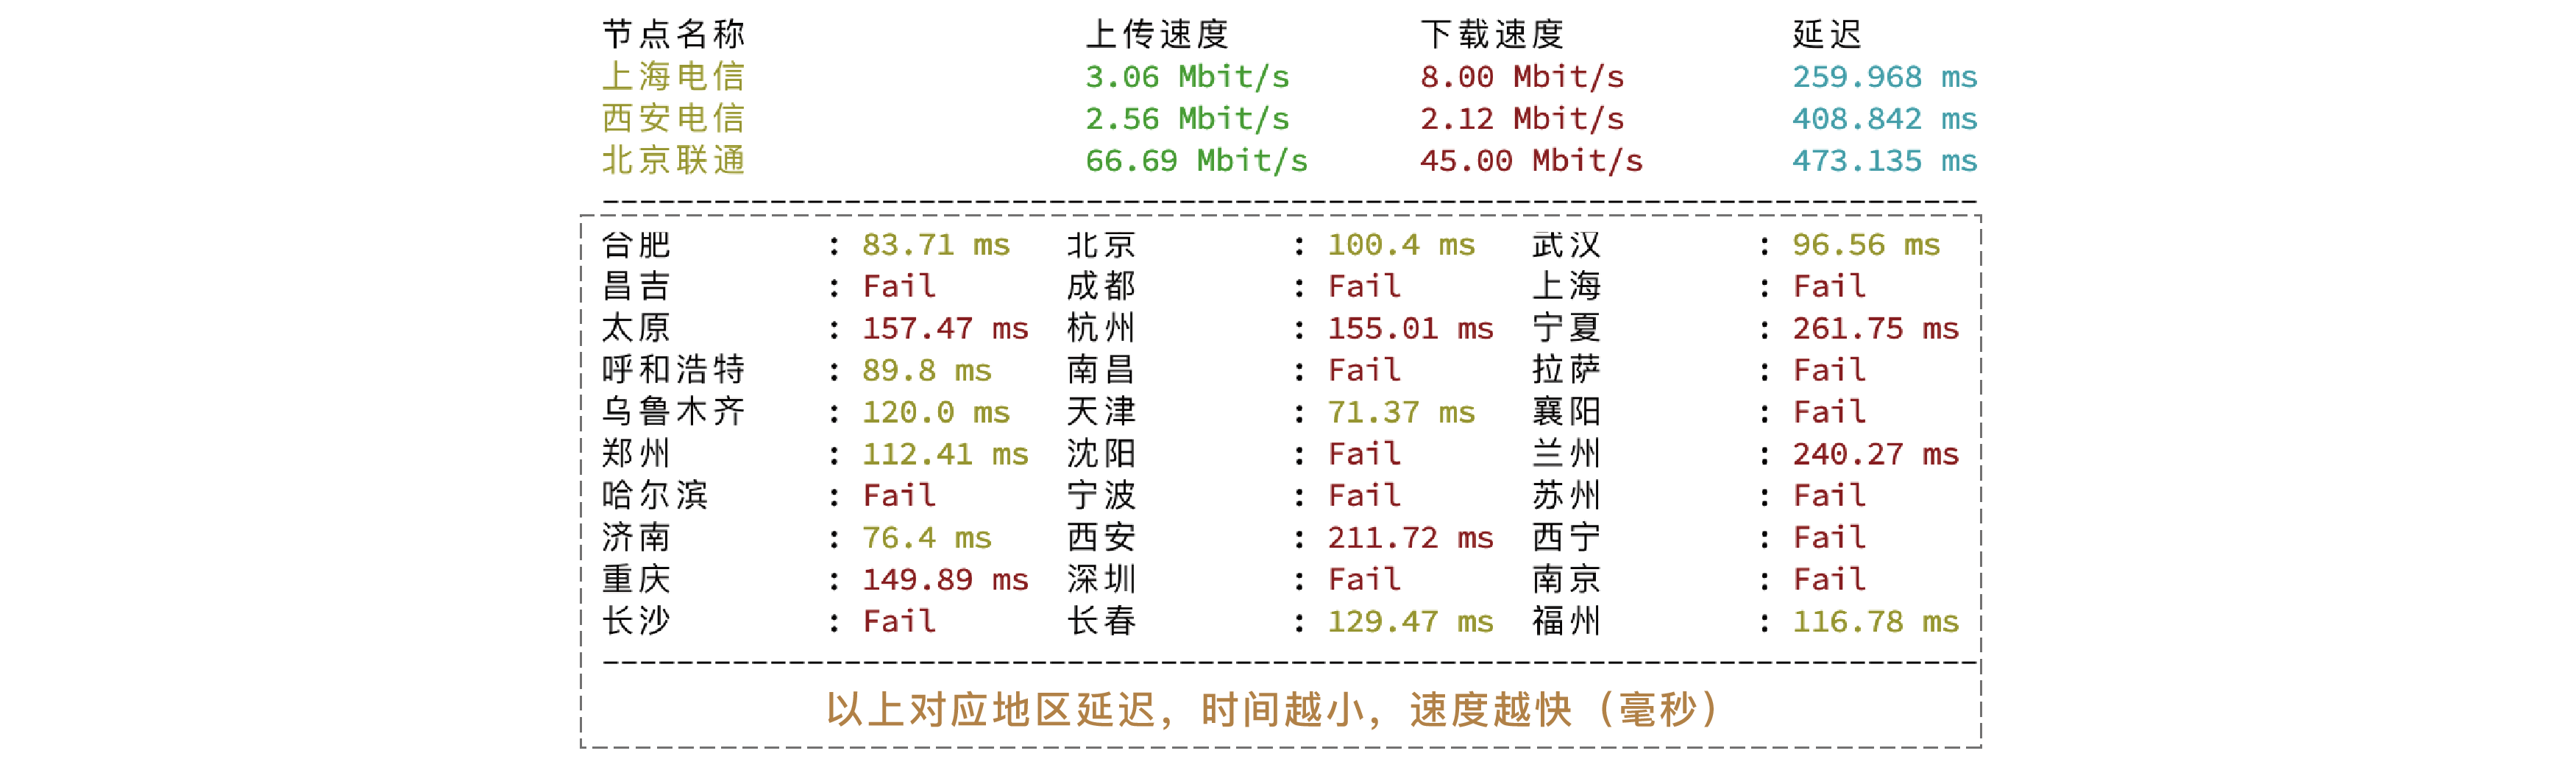 节点名称 上传速度 下载速度 延迟
上海电信 3.06 Mbit/s 8.00 Mbit/s 259.968 ms
西安电信 2.56 Mbit/s 2.12 Mbit/s 408.842 ms
北京联通 66.69 Mbit/s 45.00 Mbit/s 473.135 ms
--------------------------------------------------------------------------
合肥 : 83.71 ms 北京 : 100.4 ms 武汉 : 96.56 ms
昌吉 : Fail 成都 : Fail 上海 : Fail
太原 : 157.47 ms 杭州 : 155.01 ms 宁夏 : 261.75 ms
呼和浩特 : 89.8 ms 南昌 : Fail 拉萨 : Fail
乌鲁木齐 : 120.0 ms 天津 : 71.37 ms 襄阳 : Fail
郑州 : 112.41 ms 沈阳 : Fail 兰州 : 240.27 ms
哈尔滨 : Fail 宁波 : Fail 苏州 : Fail
济南 : 76.4 ms 西安 : 211.72 ms 西宁 : Fail
重庆 : 149.89 ms 深圳 : Fail 南京 : Fail
长沙 : Fail 长春 : 129.47 ms 福州 : 116.78 ms
--------------------------------------------------------------------------
以上对应地区延迟，时间越小，速度越快（毫秒）